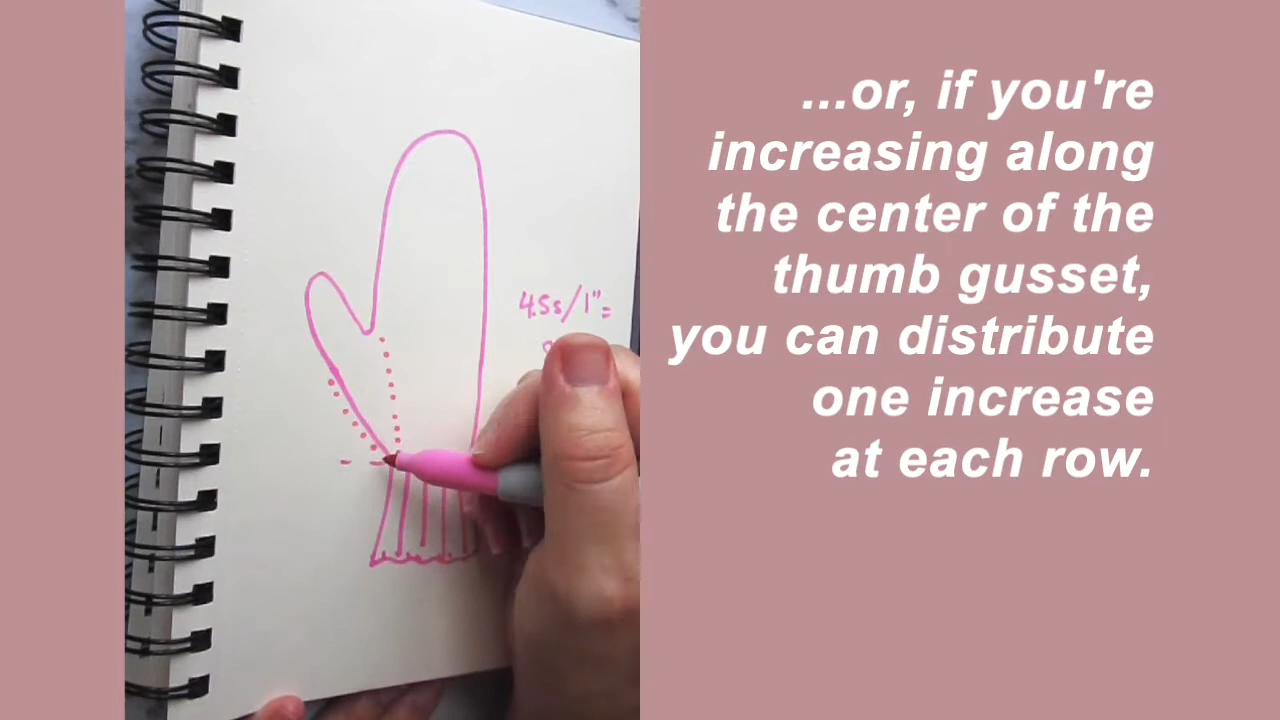 4.5s/1"=
...or, if you're
increasing along
the center of the
thumb gusset,
you can distribute
one increase
at each row.